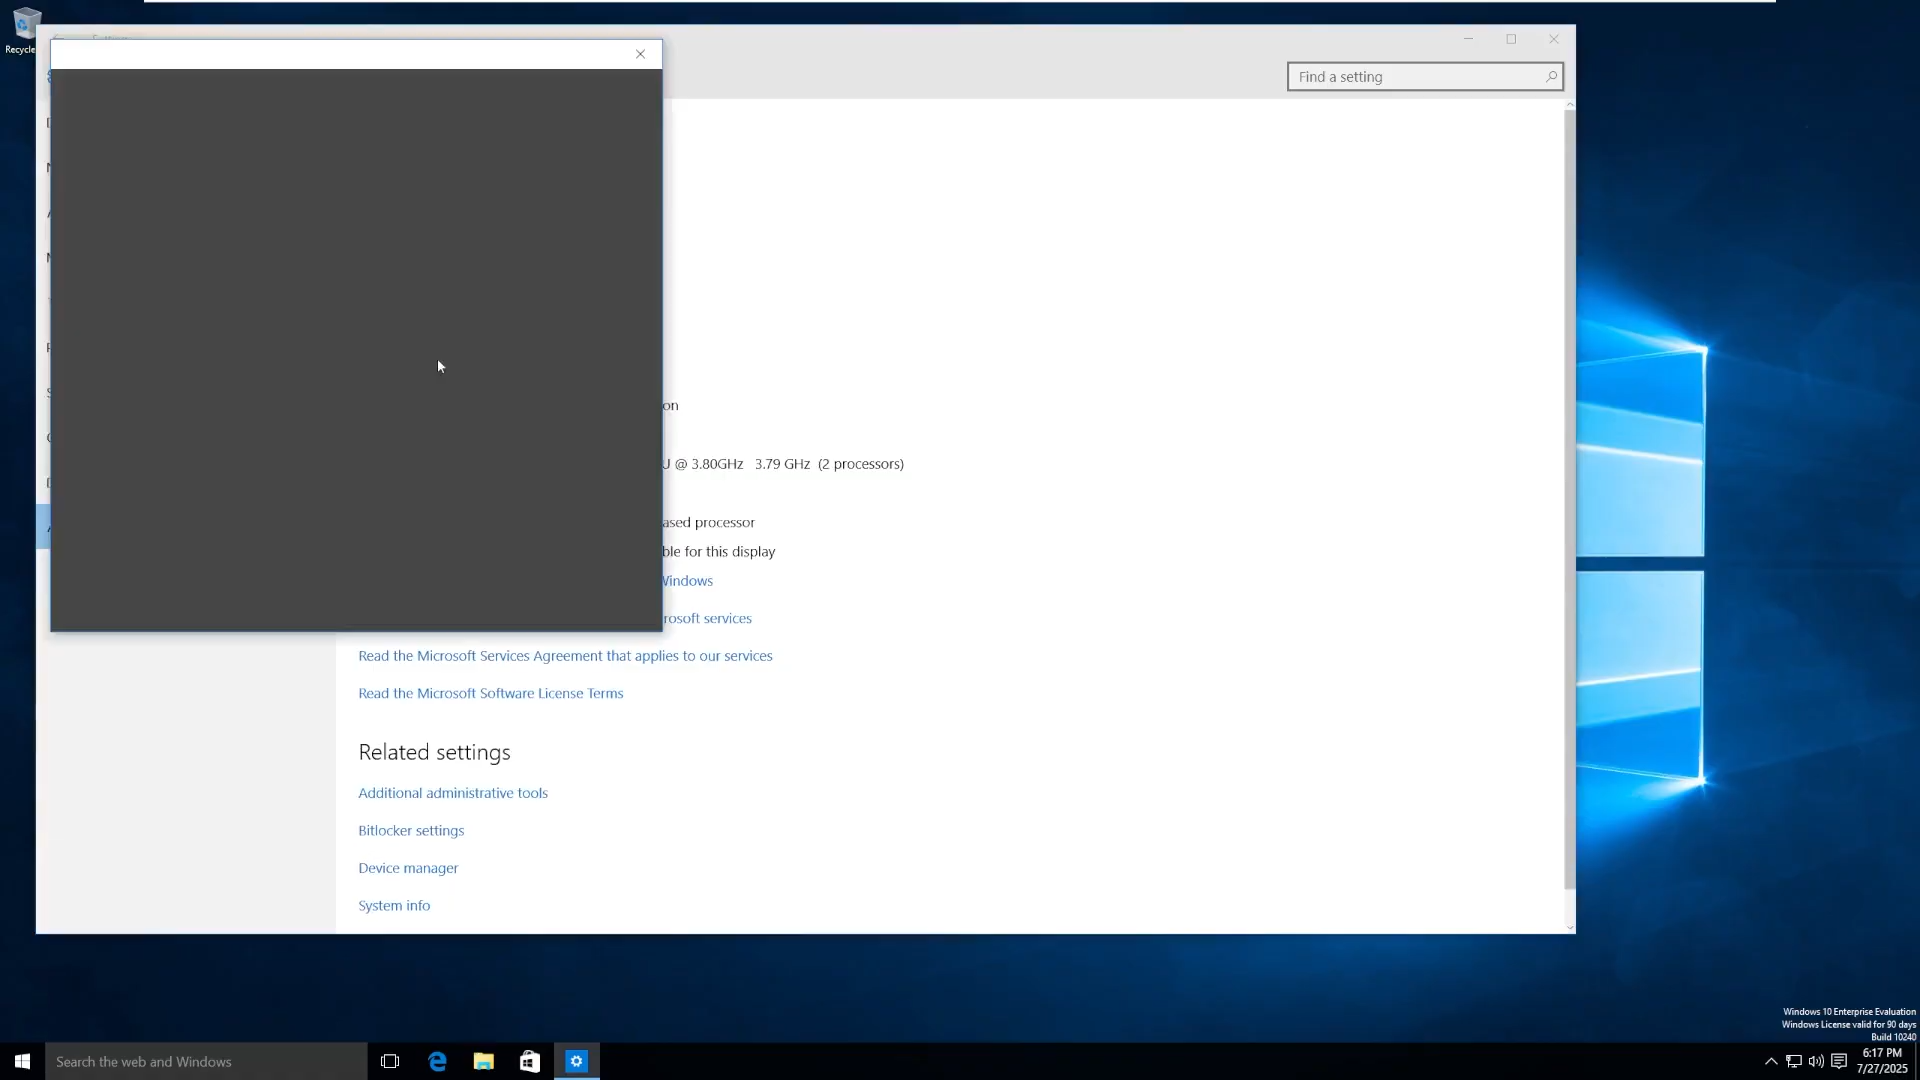 Recycle
Find a setting
on
U @ 3.80GHz 3.79 GHz (2 processors)
ased processor
ble for this display
Windows
rosoft services
Read the Microsoft Services Agreement that applies to our services
Read the Microsoft Software License Terms
Related settings
Additional administrative tools
Bitlocker settings
Device manager
System info
Windows 10 Enterprise Evaluation
Windows License valid for 90 days
Build 10240
Search the web and Windows
6:17 PM
7/27/2025